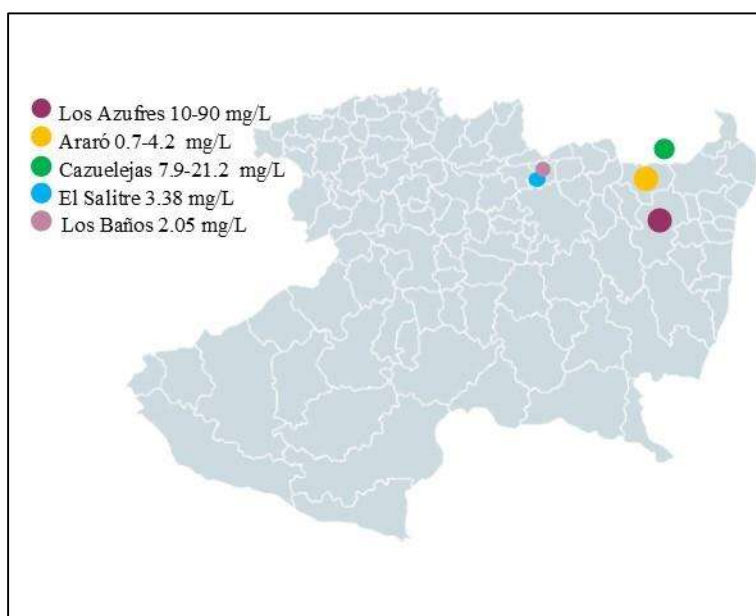 Los Azufres 10-90 mg/L
Araró 0.7-4.2 mg/L
Cazuelejas 7.9-21.2 mg/L
El Salitre 3.38 mg/L
Los Baños 2.05 mg/L